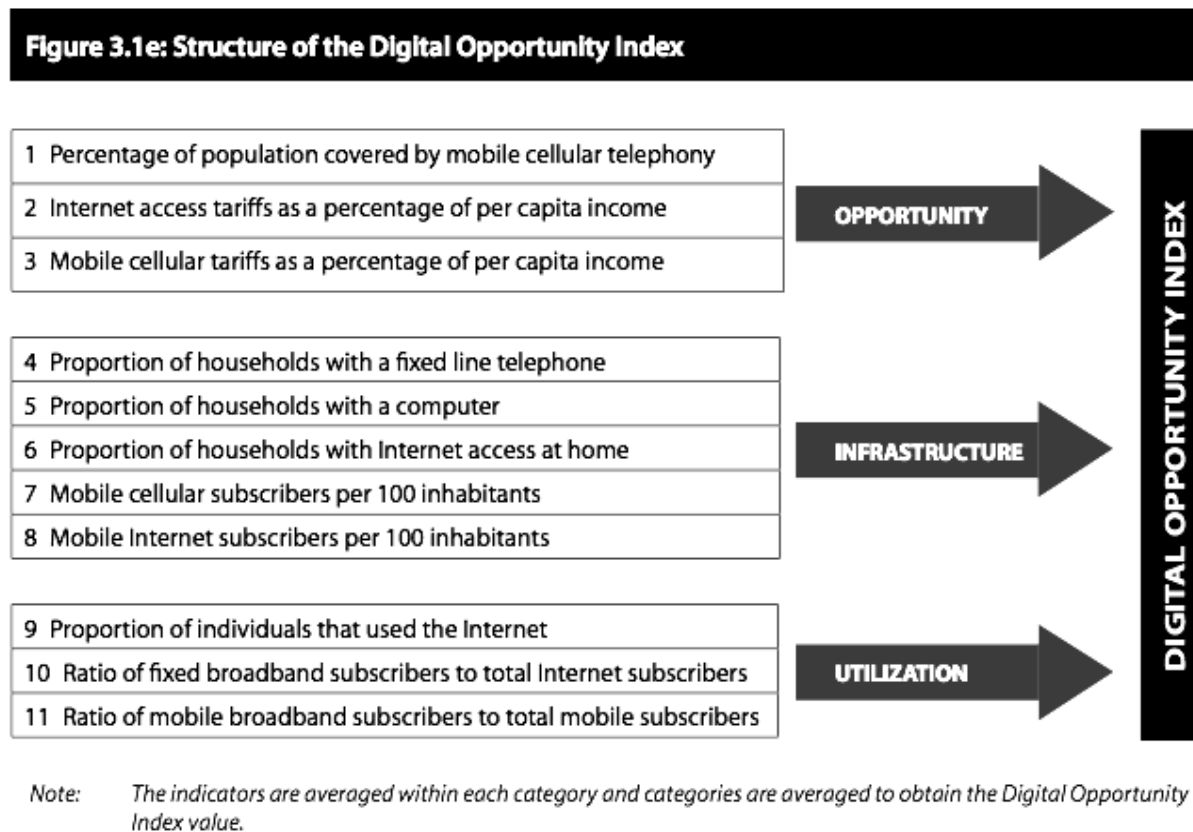 Figure 3.1e: Structure of the Digital Opportunity Index
1 Percentage of population covered by mobile cellular telephony
2 Internet access tariffs as a percentage of per capita income
3 Mobile cellular tariffs as a percentage of per capita income
OPPORTUNITY
4 Proportion of households with a fixed line telephone
5 Proportion of households with a computer
6 Proportion of households with Internet access at home
7 Mobile cellular subscribers per 100 inhabitants
8 Mobile Internet subscribers per 100 inhabitants
INFRASTRUCTURE
9 Proportion of individuals that used the Internet
10 Ratio of fixed broadband subscribers to total Internet subscribers
11 Ratio of mobile broadband subscribers to total mobile subscribers
UTILIZATION
DIGITAL OPPORTUNITY INDEX
Note: The indicators are averaged within each category and categories are averaged to obtain the Digital Opportunity
Index value.